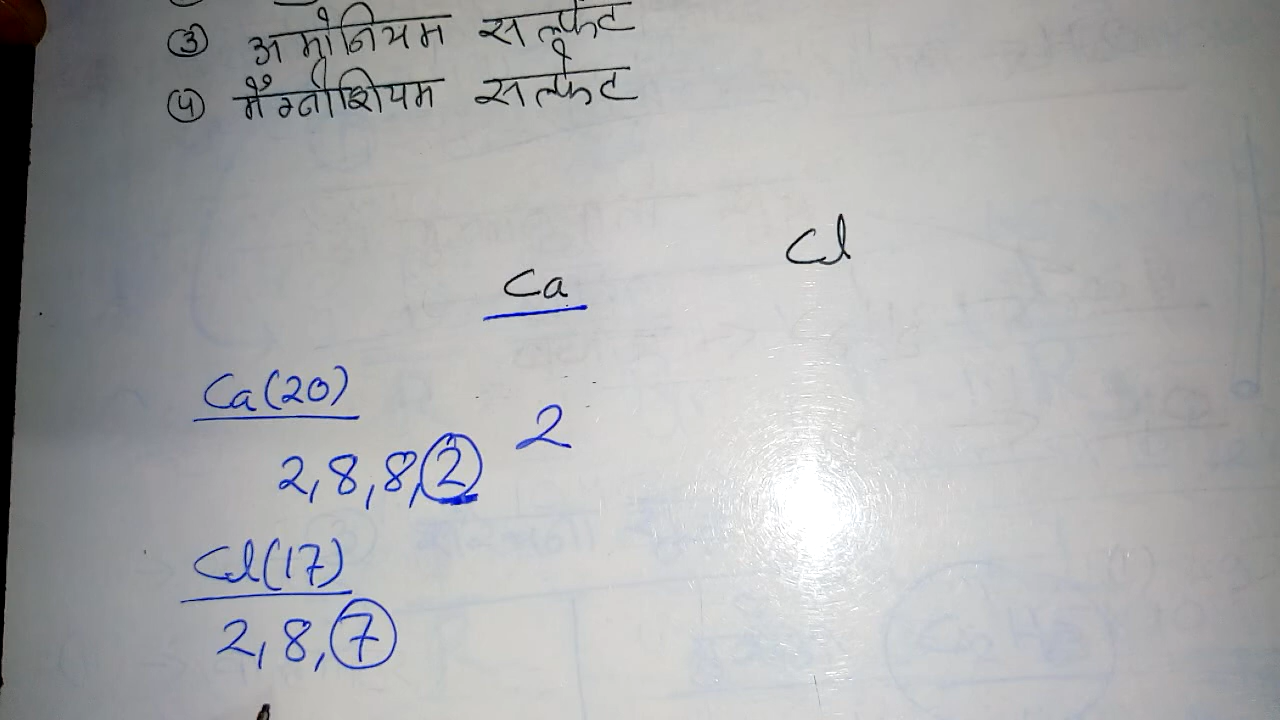 ③ अमोनियम सल्फेट
④ मैग्नीशियम सल्फेट
Cl
Ca
Ca(20)
2
2,8,8,2
Cl(17)
2,8,7